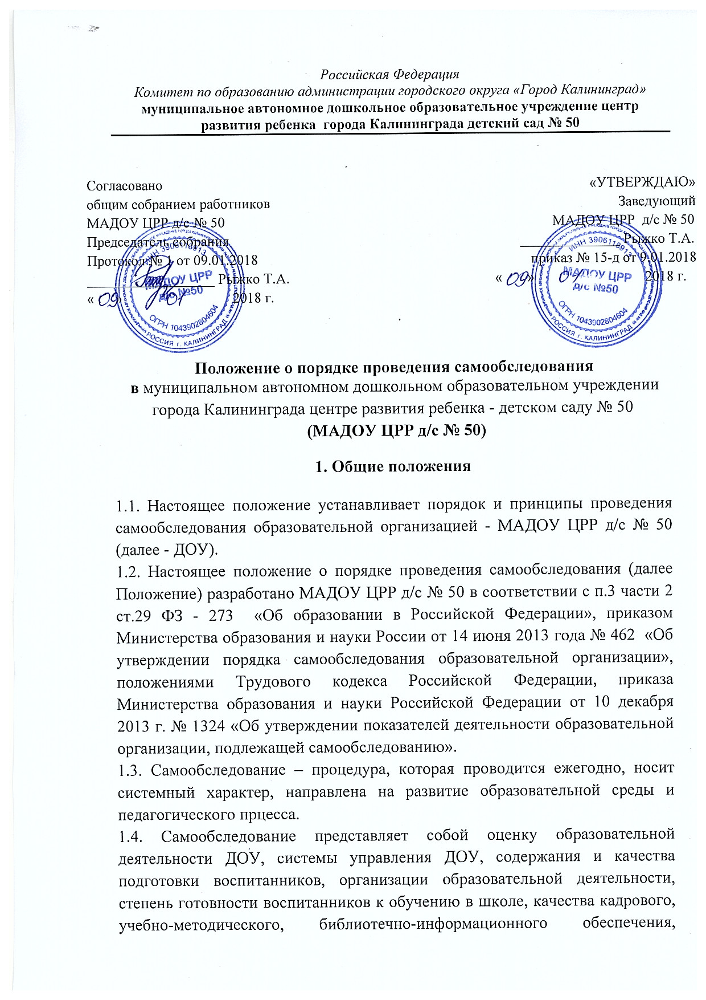 Российская Федерация
Комитет по образованию администрации городского округа «Город Калининград»
муниципальное автономное дошкольное образовательное учреждение центр
развития ребенка города Калининграда детский сад № 50
Согласовано
общим собранием работников
МАДОУ ЦРР д/с № 50
Председатель собрания
Протокол № 1 от 09.01.2018
Рыжко Т.А.
« 09 » 01 2018 г.
ИНН 3906118913
МАДОУ ЦРР
д/с №50
ОГРН 1043902804604
РОССИЯ г. КАЛИНИНГРАД
«УТВЕРЖДАЮ»
Заведующий
МАДОУ ЦРР д/с № 50
Рыжко Т.А.
приказ № 15-д от 9.01.2018
« 09 » 01 2018 г.
ИНН 3906118913
МАДОУ ЦРР
д/с №50
ОГРН 1043902804604
РОССИЯ г. КАЛИНИНГРАД
Положение о порядке проведения самообследования
в муниципальном автономном дошкольном образовательном учреждении
города Калининграда центре развития ребенка - детском саду № 50
(МАДОУ ЦРР д/с № 50)
1. Общие положения
1.1. Настоящее положение устанавливает порядок и принципы проведения
самообследования образовательной организацией - МАДОУ ЦРР д/с № 50
(далее - ДОУ).
1.2. Настоящее положение о порядке проведения самообследования (далее
Положение) разработано МАДОУ ЦРР д/с № 50 в соответствии с п.3 части 2
ст.29 ФЗ - 273 «Об образовании в Российской Федерации», приказом
Министерства образования и науки России от 14 июня 2013 года № 462 «Об
утверждении порядка самообследования образовательной организации»,
положениями Трудового кодекса Российской Федерации, приказа
Министерства образования и науки Российской Федерации от 10 декабря
2013 г. № 1324 «Об утверждении показателей деятельности образовательной
организации, подлежащей самообследованию».
1.3. Самообследование – процедура, которая проводится ежегодно, носит
системный характер, направлена на развитие образовательной среды и
педагогического прцесса.
1.4. Самообследование представляет собой оценку образовательной
деятельности ДОУ, системы управления ДОУ, содержания и качества
подготовки воспитанников, организации образовательной деятельности,
степень готовности воспитанников к обучению в школе, качества кадрового,
учебно-методического, библиотечно-информационного обеспечения,